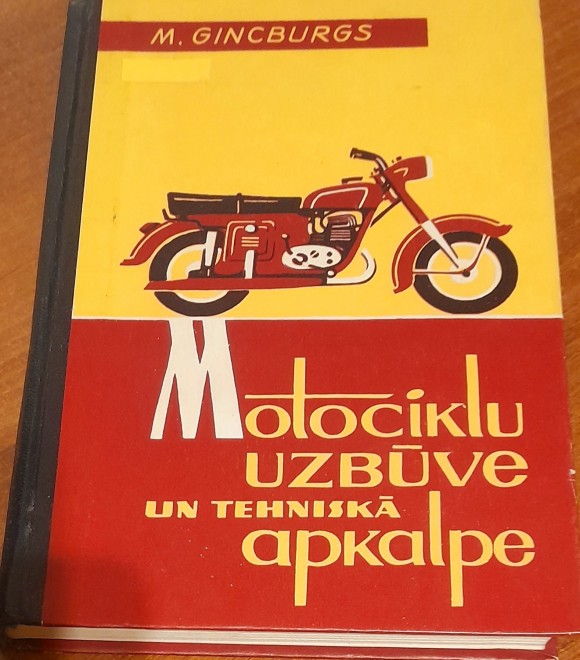 M. GINCBURGS
Motociklu
UZBŪVe
UN TEHNISKĀ
apkalpe